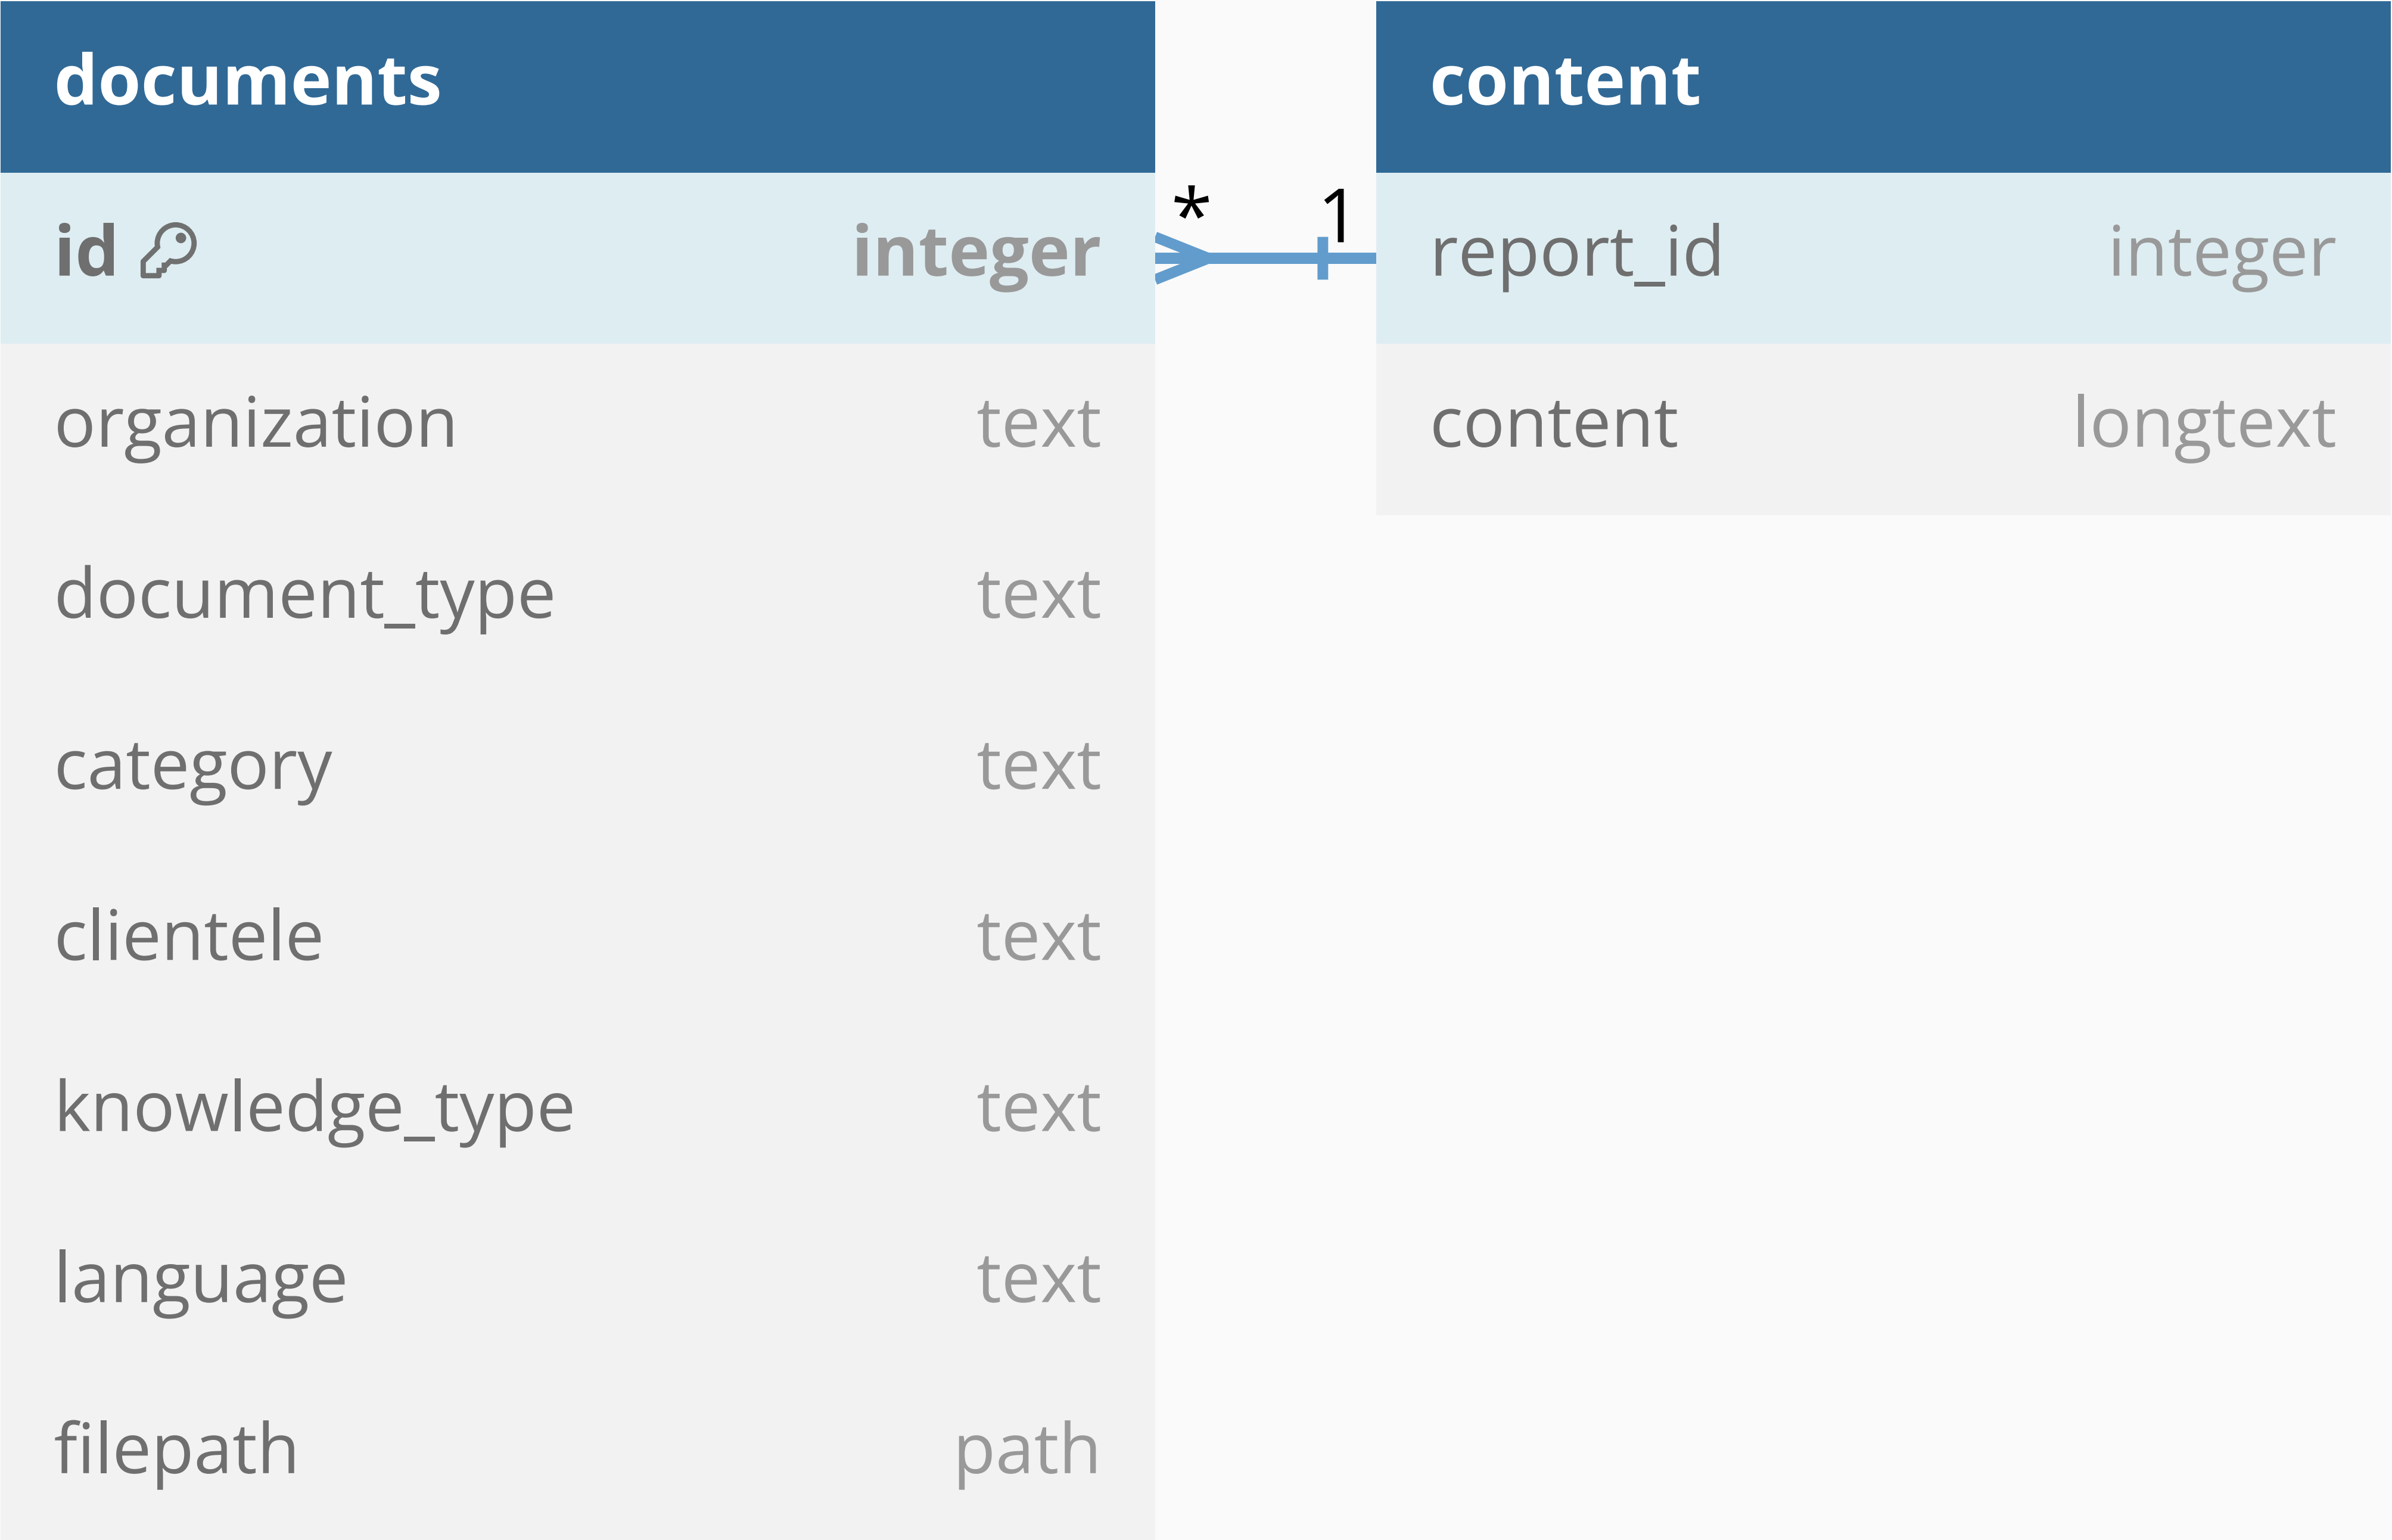 documents
id integer
organization text
document_type text
category text
clientele text
knowledge_type text
language text
filepath path
* 1
content
report_id integer
content longtext